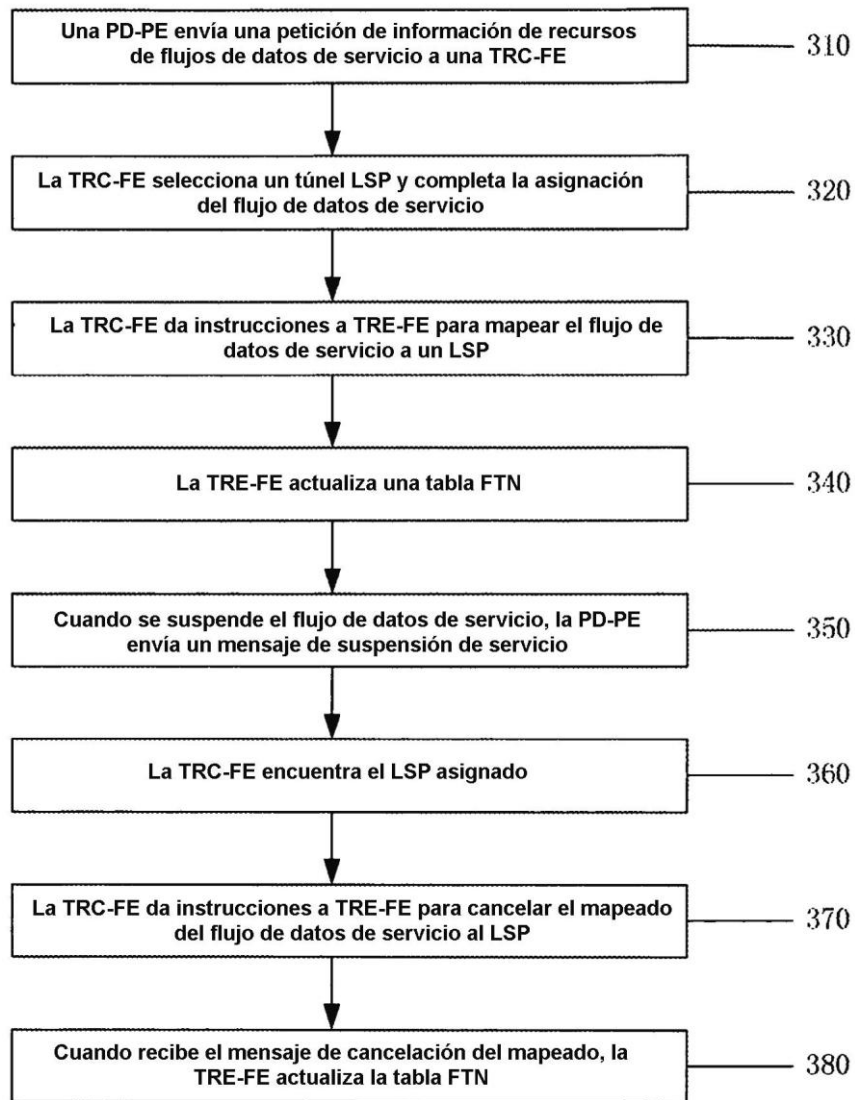 Una PD-PE envía una petición de información de recursos
de flujos de datos de servicio a una TRC-FE
310
La TRC-FE selecciona un túnel LSP y completa la asignación
del flujo de datos de servicio
320
La TRC-FE da instrucciones a TRE-FE para mapear el flujo de
datos de servicio a un LSP
330
La TRE-FE actualiza una tabla FTN
340
Cuando se suspende el flujo de datos de servicio, la PD-PE
envía un mensaje de suspensión de servicio
350
La TRC-FE encuentra el LSP asignado
360
La TRC-FE da instrucciones a TRE-FE para cancelar el mapeado
del flujo de datos de servicio al LSP
370
Cuando recibe el mensaje de cancelación del mapeado, la
TRE-FE actualiza la tabla FTN
380